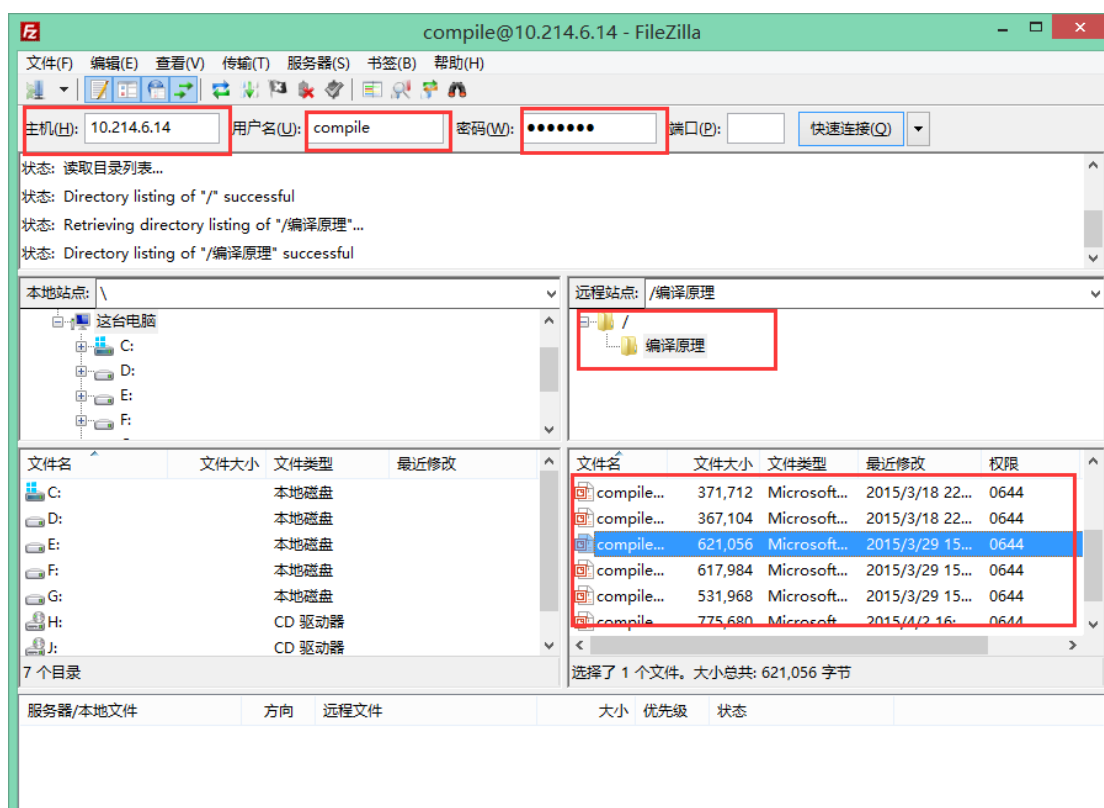 compile@10.214.6.14 - FileZilla
文件(F) 编辑(E) 查看(V) 传输(T) 服务器(S) 书签(B) 帮助(H)
主机(H): 10.214.6.14 用户名(U): compile 密码(W): ●●●●●●● 端口(P): 快速连接(Q)
状态: 读取目录列表...
状态: Directory listing of "/" successful
状态: Retrieving directory listing of "/编译原理"...
状态: Directory listing of "/编译原理" successful
本地站点: \
这台电脑
C:
D:
E:
F:
远程站点: /编译原理
/
编译原理
文件名 文件大小 文件类型 最近修改
C: 本地磁盘
D: 本地磁盘
E: 本地磁盘
F: 本地磁盘
G: 本地磁盘
H: CD 驱动器
J: CD 驱动器
7 个目录
文件名 文件大小 文件类型 最近修改 权限
compile... 371,712 Microsoft... 2015/3/18 22... 0644
compile... 367,104 Microsoft... 2015/3/18 22... 0644
compile... 621,056 Microsoft... 2015/3/29 15... 0644
compile... 617,984 Microsoft... 2015/3/29 15... 0644
compile... 531,968 Microsoft... 2015/3/29 15... 0644
compile... 775,680 Microsoft... 2015/4/2 16:... 0644
选择了 1 个文件。大小总共: 621,056 字节
服务器/本地文件 方向 远程文件 大小 优先级 状态